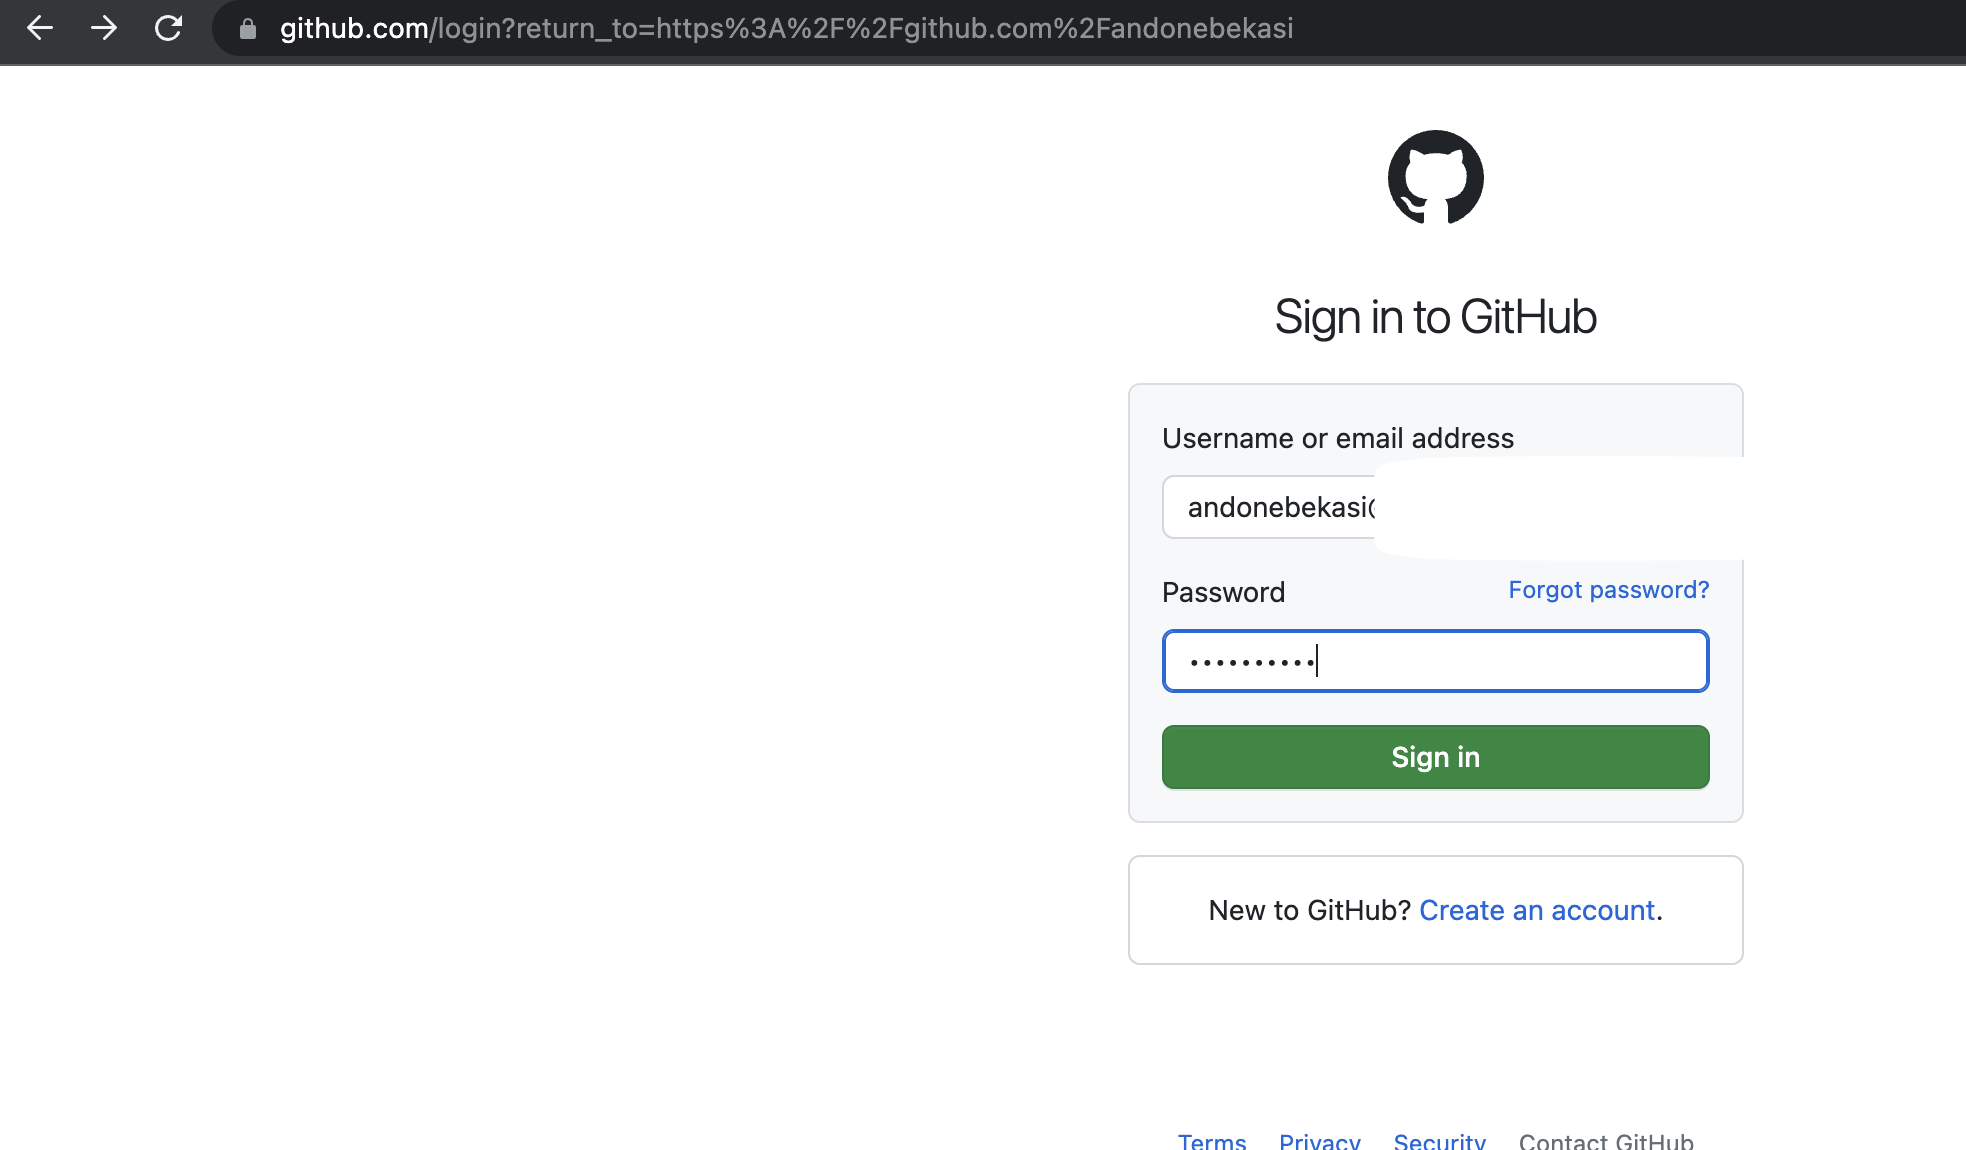 github.com/login?return_to=https%3A%2F%2Fgithub.com%2Fandonebekasi
Sign in to GitHub
Username or email address
andonebekasi@
Password
Forgot password?
••••••••••
Sign in
New to GitHub? Create an account.
Terms Privacy Security Contact GitHub